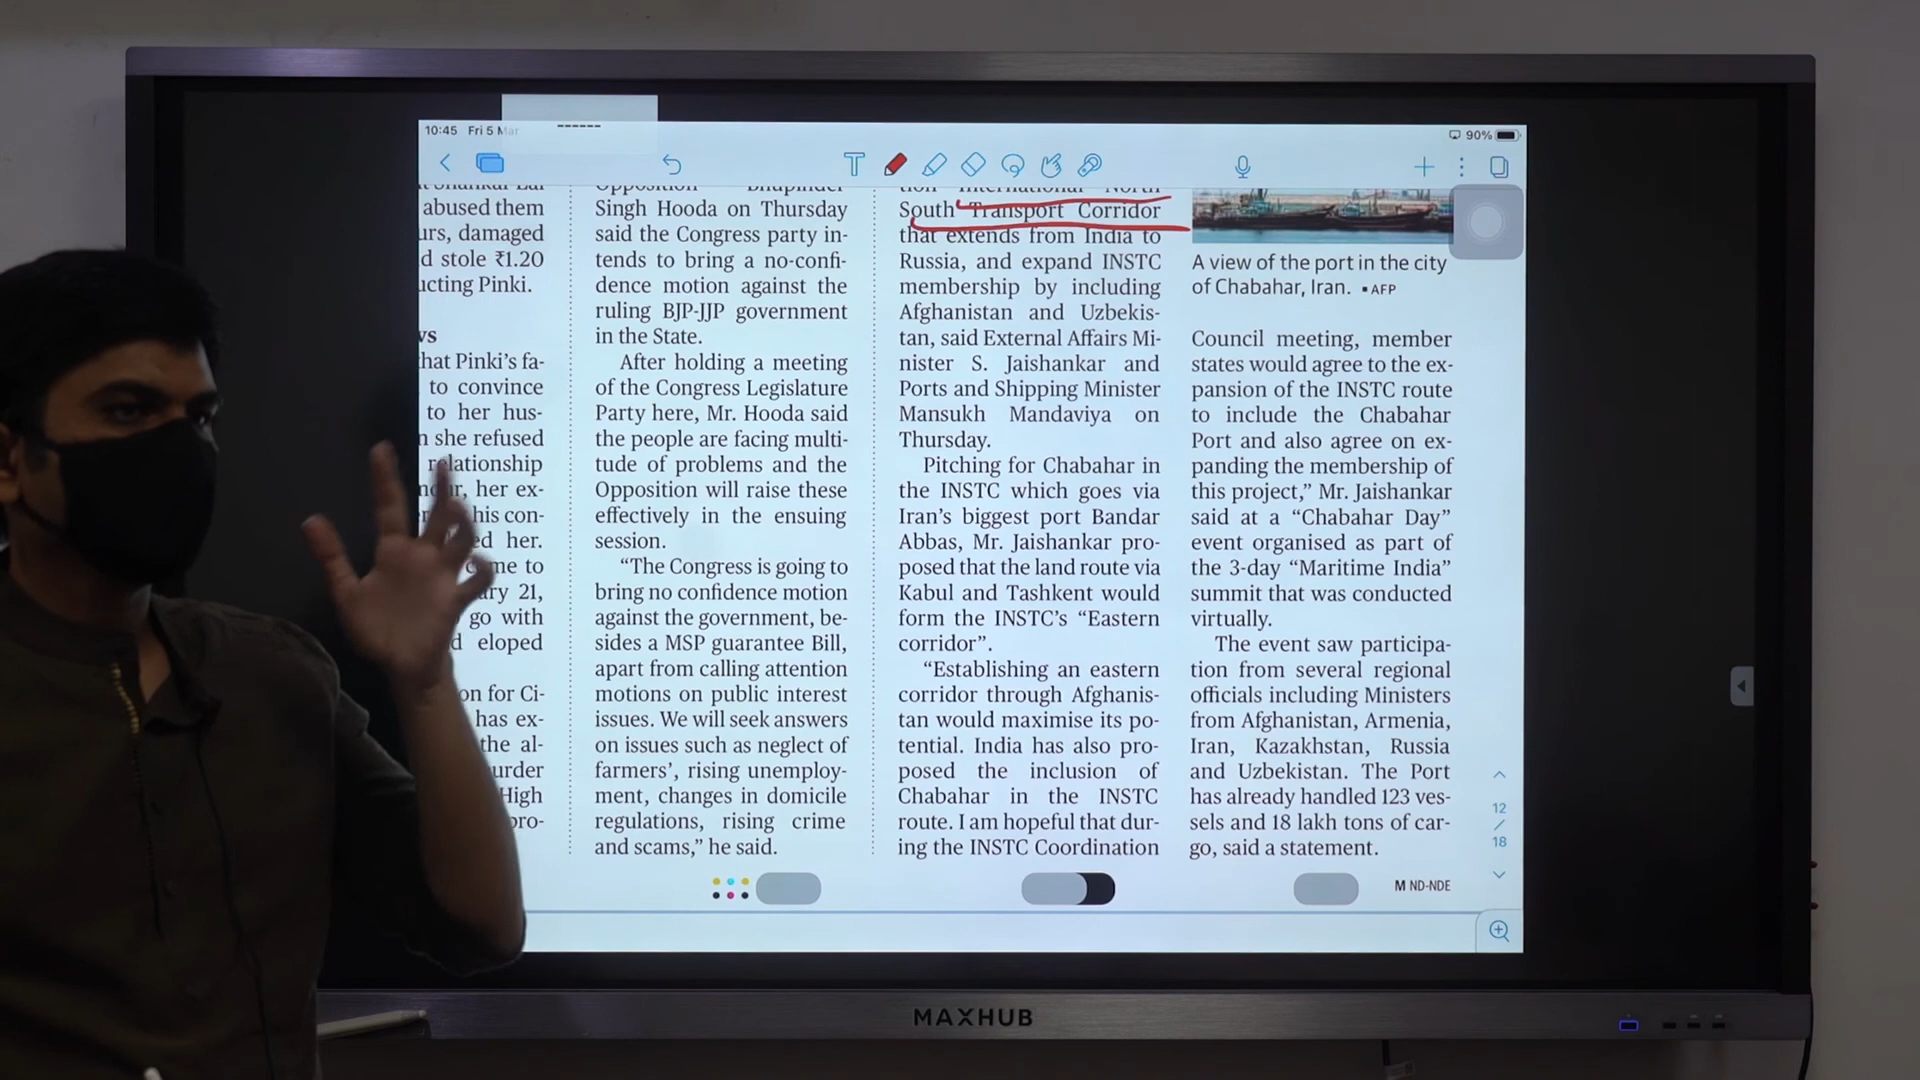 10:45 Fri 5 Mar
90%
abused them
urs, damaged
d stole ₹1.20
ucting Pinki.
ws
hat Pinki's fa-
to convince
to her hus-
n she refused
relationship
her ex-
his con-
ed her.
me to
ary 21,
go with
d eloped
on for Ci-
has ex-
the al-
urder
High
pro-
Opposition Bhupinder
Singh Hooda on Thursday
said the Congress party in-
tends to bring a no-confi-
dence motion against the
ruling BJP-JJP government
in the State.
After holding a meeting
of the Congress Legislature
Party here, Mr. Hooda said
the people are facing multi-
tude of problems and the
Opposition will raise these
effectively in the ensuing
session.
“The Congress is going to
bring no confidence motion
against the government, be-
sides a MSP guarantee Bill,
apart from calling attention
motions on public interest
issues. We will seek answers
on issues such as neglect of
farmers’, rising unemploy-
ment, changes in domicile
regulations, rising crime
and scams,” he said.
tion International North
South Transport Corridor
that extends from India to
Russia, and expand INSTC
membership by including
Afghanistan and Uzbekis-
tan, said External Affairs Mi-
nister S. Jaishankar and
Ports and Shipping Minister
Mansukh Mandaviya on
Thursday.
Pitching for Chabahar in
the INSTC which goes via
Iran’s biggest port Bandar
Abbas, Mr. Jaishankar pro-
posed that the land route via
Kabul and Tashkent would
form the INSTC’s “Eastern
corridor”.
“Establishing an eastern
corridor through Afghanis-
tan would maximise its po-
tential. India has also pro-
posed the inclusion of
Chabahar in the INSTC
route. I am hopeful that dur-
ing the INSTC Coordination
A view of the port in the city
of Chabahar, Iran. ▪ AFP
Council meeting, member
states would agree to the ex-
pansion of the INSTC route
to include the Chabahar
Port and also agree on ex-
panding the membership of
this project,” Mr. Jaishankar
said at a “Chabahar Day”
event organised as part of
the 3-day “Maritime India”
summit that was conducted
virtually.
The event saw participa-
tion from several regional
officials including Ministers
from Afghanistan, Armenia,
Iran, Kazakhstan, Russia
and Uzbekistan. The Port
has already handled 123 ves-
sels and 18 lakh tons of car-
go, said a statement.
M ND-NDE
12
/
18
MAXHUB